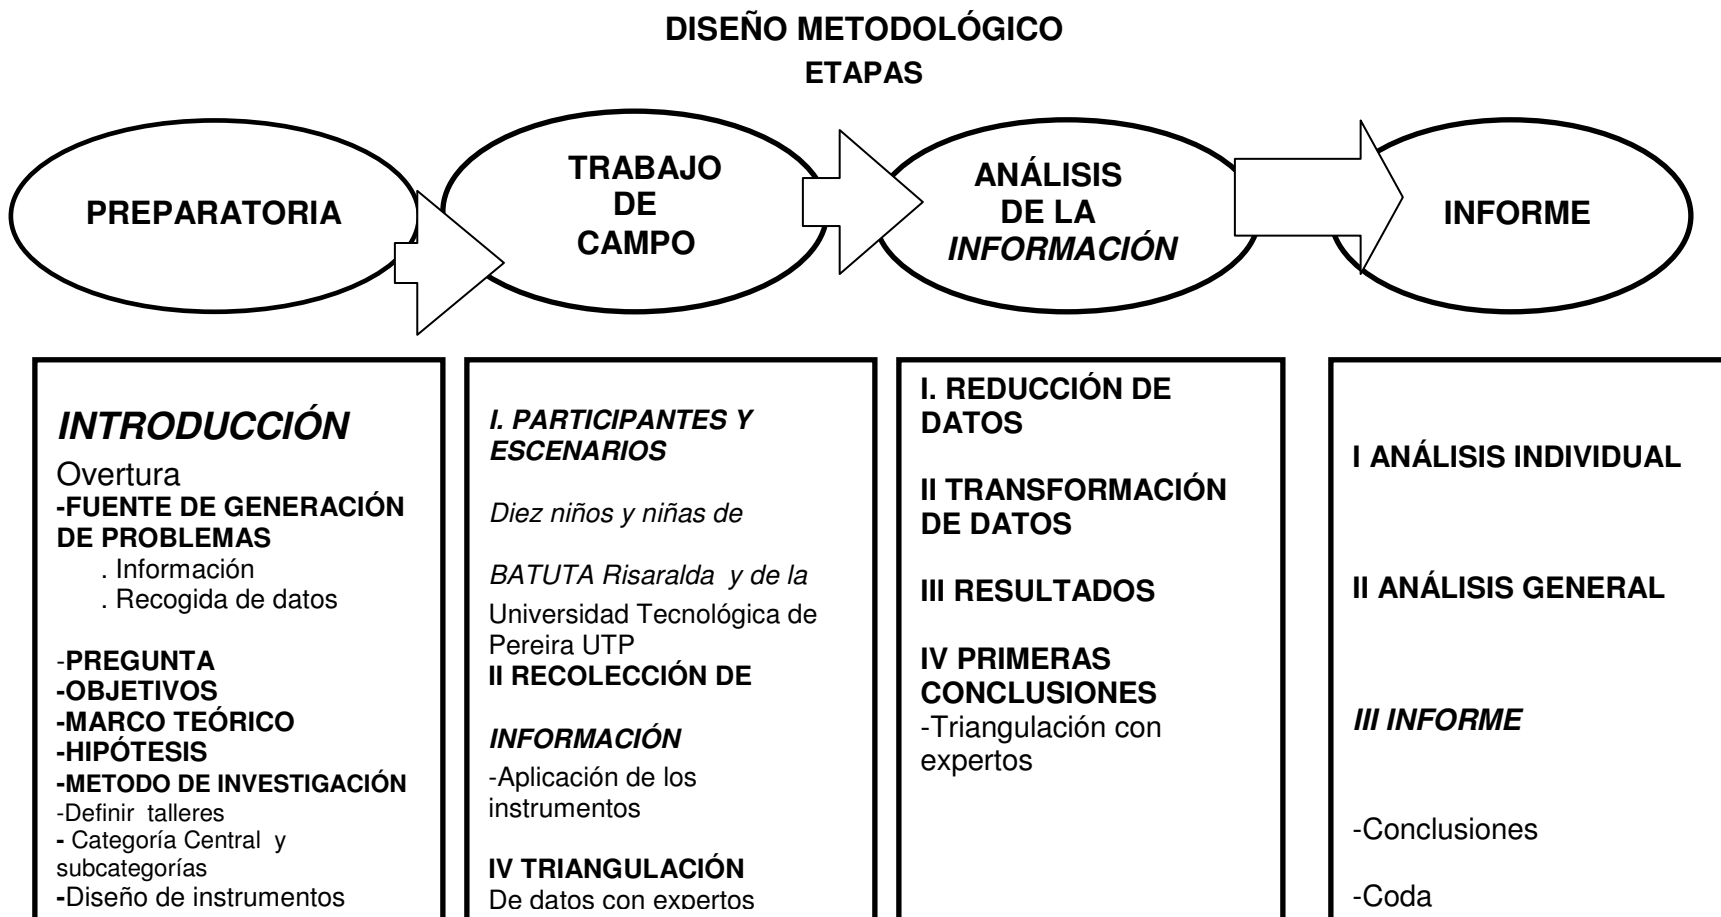 DISEÑO METODOLÓGICO
ETAPAS
PREPARATORIA
TRABAJO
DE
CAMPO
ANÁLISIS
DE LA
INFORMACIÓN
INFORME
INTRODUCCIÓN
Overtura
-FUENTE DE GENERACIÓN
DE PROBLEMAS
. Información
. Recogida de datos
-PREGUNTA
-OBJETIVOS
-MARCO TEÓRICO
-HIPÓTESIS
-METODO DE INVESTIGACIÓN
-Definir talleres
- Categoría Central y
subcategorías
-Diseño de instrumentos
I. PARTICIPANTES Y
ESCENARIOS
Diez niños y niñas de
BATUTA Risaralda y de la
Universidad Tecnológica de
Pereira UTP
II RECOLECCIÓN DE
INFORMACIÓN
-Aplicación de los
instrumentos
IV TRIANGULACIÓN
De datos con expertos
I. REDUCCIÓN DE
DATOS
II TRANSFORMACIÓN
DE DATOS
III RESULTADOS
IV PRIMERAS
CONCLUSIONES
-Triangulación con
expertos
I ANÁLISIS INDIVIDUAL
II ANÁLISIS GENERAL
III INFORME
-Conclusiones
-Coda